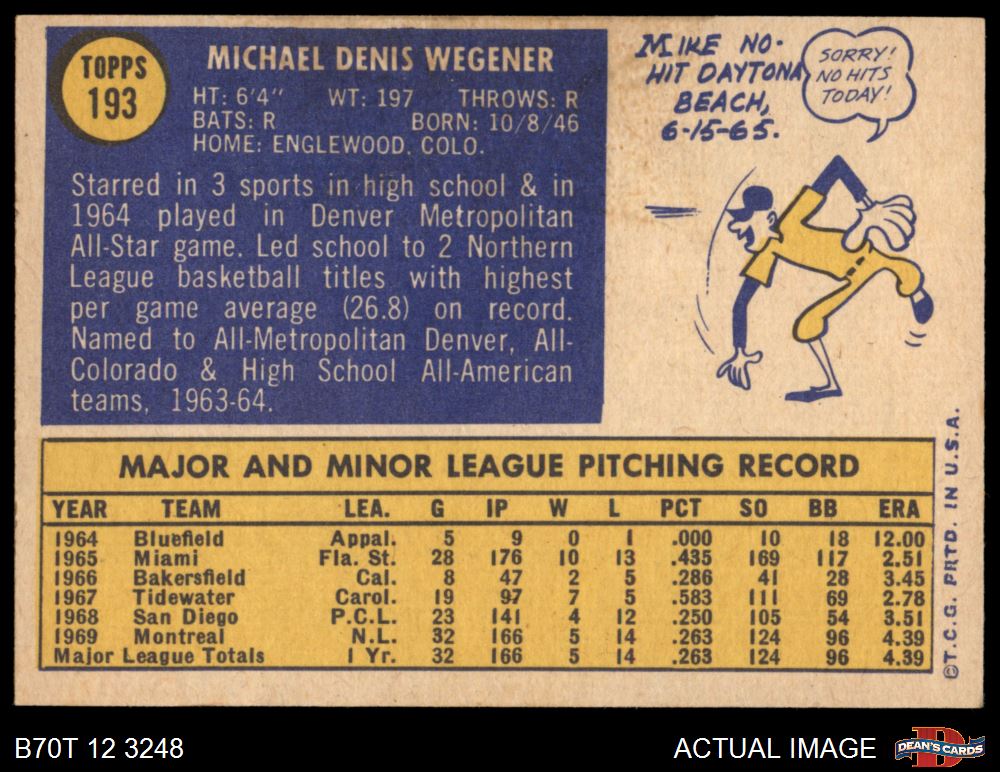 TOPPS
193
MICHAEL DENIS WEGENER
HT: 6'4" WT: 197 THROWS: R
BATS: R BORN: 10/8/46
HOME: ENGLEWOOD, COLO.
Starred in 3 sports in high school & in
1964 played in Denver Metropolitan
All-Star game. Led school to 2 Northern
League basketball titles with highest
per game average (26.8) on record.
Named to All-Metropolitan Denver, All-
Colorado & High School All-American
teams, 1963-64.
MIKE NO-
HIT DAYTONA
BEACH,
6-15-65.
SORRY!
NO HITS
TODAY!
MAJOR AND MINOR LEAGUE PITCHING RECORD
YEAR TEAM LEA. G IP W L PCT SO BB ERA
1964 Bluefield Appal. 5 9 0 1 .000 10 18 12.00
1965 Miami Fla. St. 28 176 10 13 .435 169 117 2.51
1966 Bakersfield Cal. 8 47 2 5 .286 41 28 3.45
1967 Tidewater Carol. 19 97 7 5 .583 111 69 2.78
1968 San Diego P.C.L. 23 141 4 12 .250 105 54 3.51
1969 Montreal N.L. 32 166 5 14 .263 124 96 4.39
Major League Totals 1 Yr. 32 166 5 14 .263 124 96 4.39
©T.C.G. PRTD. IN U.S.A.
B70T 12 3248
ACTUAL IMAGE
DEAN'S CARDS